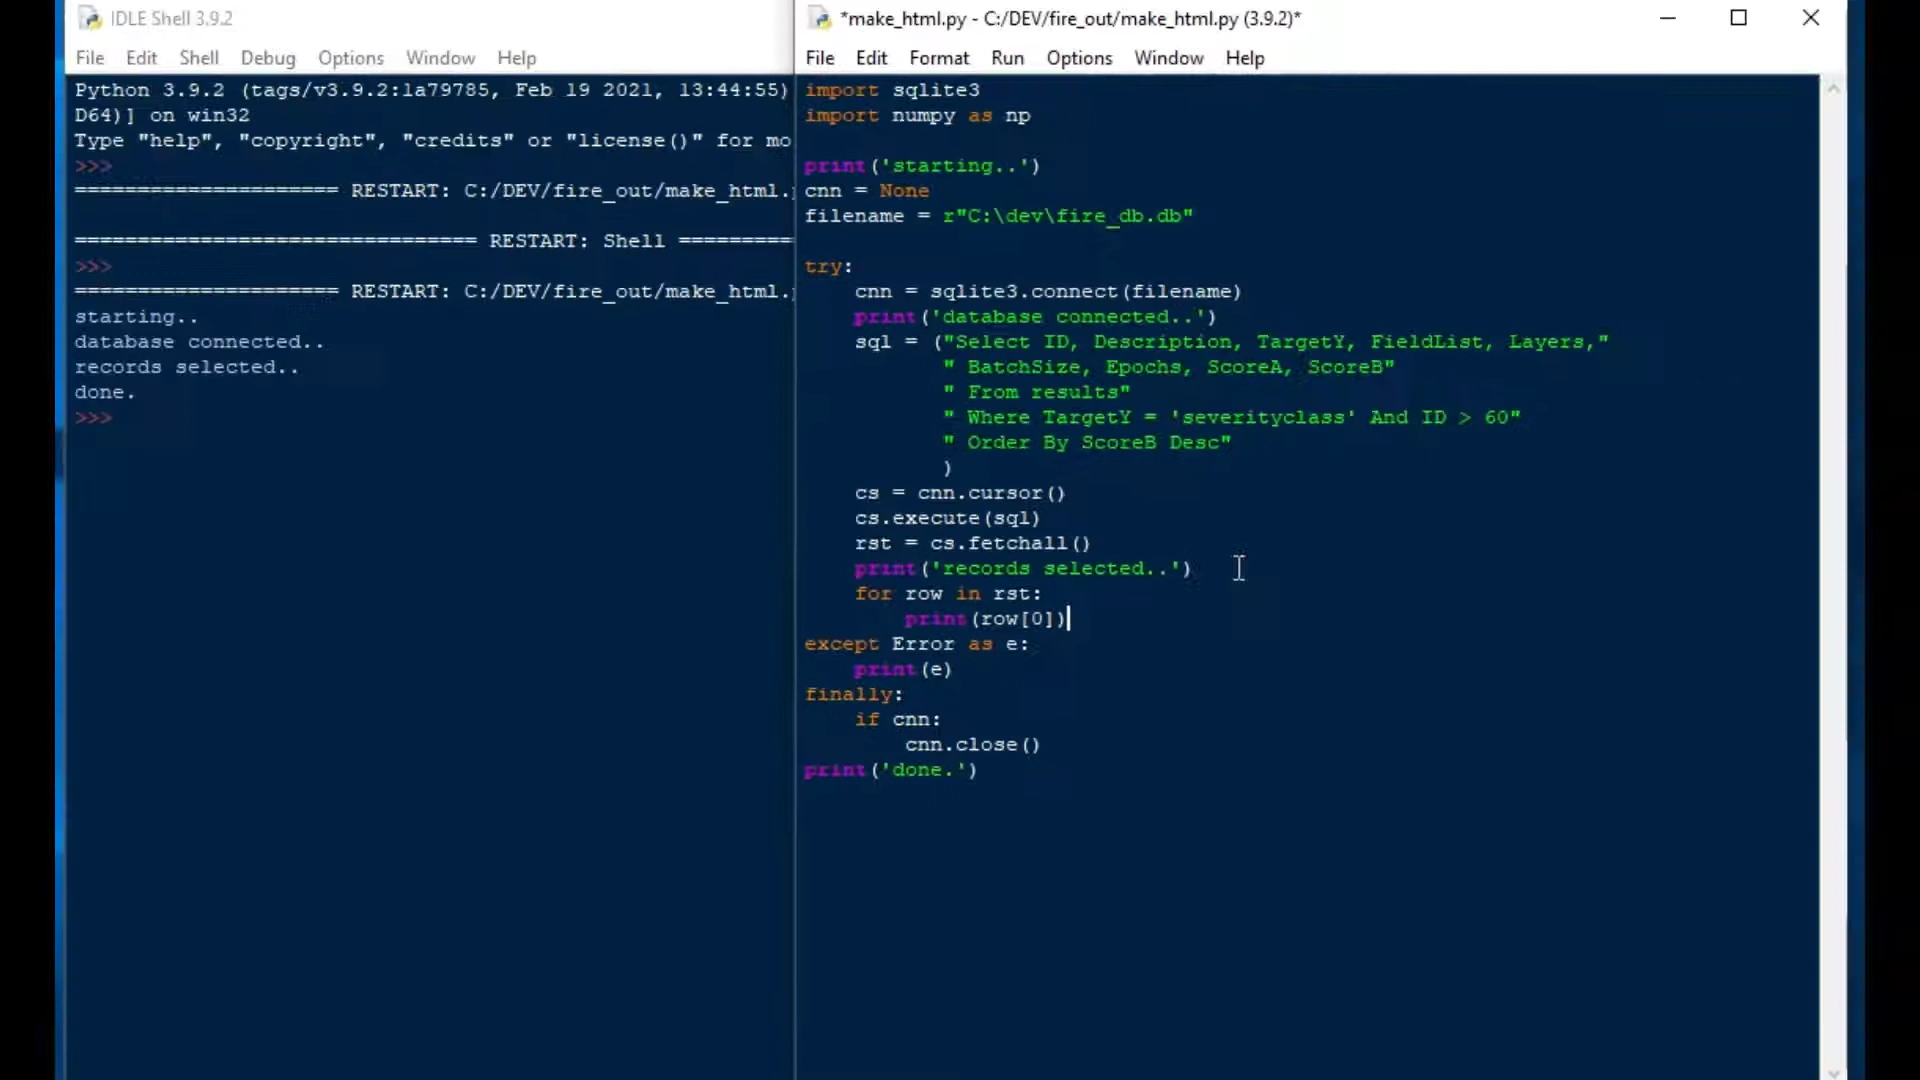 IDLE Shell 3.9.2
File Edit Shell Debug Options Window Help
Python 3.9.2 (tags/v3.9.2:1a79785, Feb 19 2021, 13:44:55)
D64)] on win32
Type "help", "copyright", "credits" or "license()" for mo
>>>
===================== RESTART: C:/DEV/fire_out/make_html.
================================ RESTART: Shell =========
>>>
===================== RESTART: C:/DEV/fire_out/make_html.
starting..
database connected..
records selected..
done.
>>>
*make_html.py - C:/DEV/fire_out/make_html.py (3.9.2)*
File Edit Format Run Options Window Help
import sqlite3
import numpy as np
print('starting..')
cnn = None
filename = r"C:\dev\fire_db.db"
try:
    cnn = sqlite3.connect(filename)
    print('database connected..')
    sql = ("Select ID, Description, TargetY, FieldList, Layers,"
           " BatchSize, Epochs, ScoreA, ScoreB"
           " From results"
           " Where TargetY = 'severityclass' And ID > 60"
           " Order By ScoreB Desc"
           )
    cs = cnn.cursor()
    cs.execute(sql)
    rst = cs.fetchall()
    print('records selected..')
    for row in rst:
        print(row[0])
except Error as e:
    print(e)
finally:
    if cnn:
        cnn.close()
print('done.')